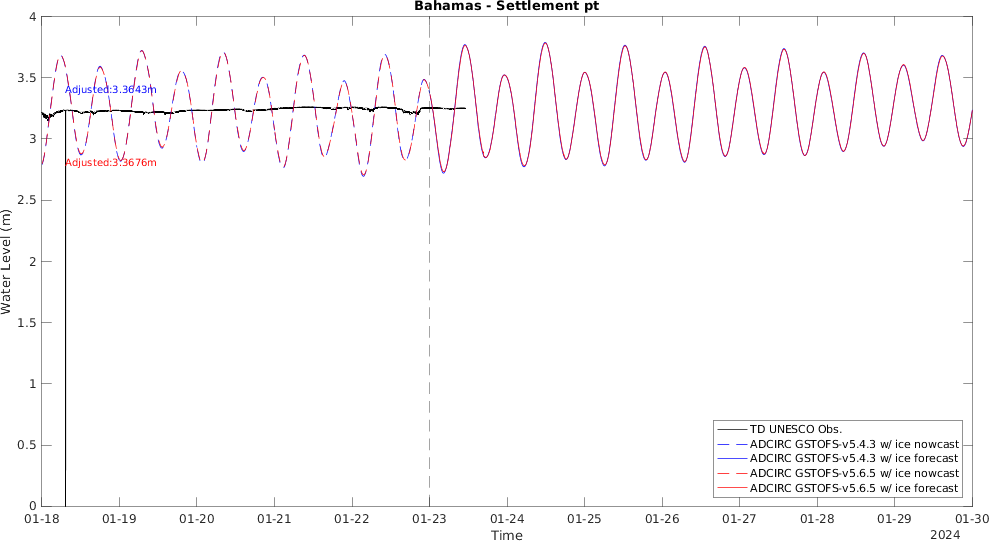 Bahamas - Settlement pt
4
3.5
3
2.5
2
1.5
1
0.5
0
Water Level (m)
Adjusted:3.3643m
Adjusted:3.3676m
TD UNESCO Obs.
ADCIRC GSTOFS-v5.4.3 w/ ice nowcast
ADCIRC GSTOFS-v5.4.3 w/ ice forecast
ADCIRC GSTOFS-v5.6.5 w/ ice nowcast
ADCIRC GSTOFS-v5.6.5 w/ ice forecast
01-18 01-19 01-20 01-21 01-22 01-23 01-24 01-25 01-26 01-27 01-28 01-29 01-30
Time
2024